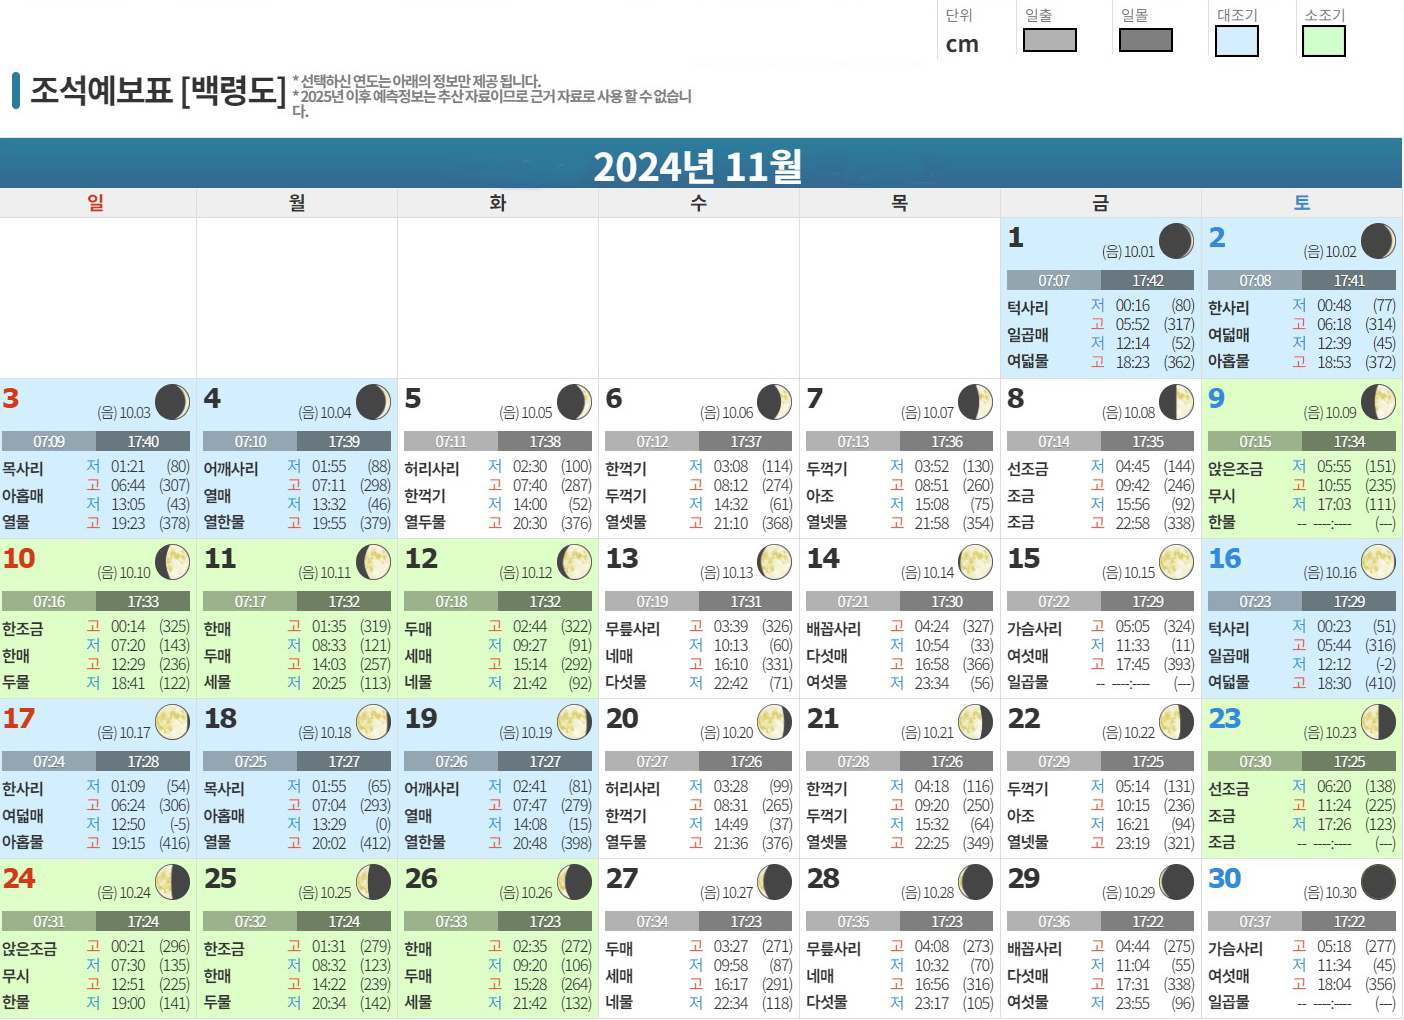 단위 일출 일몰 대조기 소조기
cm
조석예보표 [백령도]
* 선택하신 연도는 아래의 정보만 제공 됩니다.
* 2025년 이후 예측정보는 추산 자료이므로 근거 자료로 사용 할 수 없습니
다.
2024년 11월
일 월 화 수 목 금 토
1 (음) 10.01
07:07 17:42
턱사리 일곱매 여덟물
저 00:16 (80)
고 05:52 (317)
저 12:14 (52)
고 18:23 (362)
2 (음) 10.02
07:08 17:41
한사리 여덟매 아홉물
저 00:48 (77)
고 06:18 (314)
저 12:39 (45)
고 18:53 (372)
3 (음) 10.03
07:09 17:40
목사리 아홉매 열물
저 01:21 (80)
고 06:44 (307)
저 13:05 (43)
고 19:23 (378)
4 (음) 10.04
07:10 17:39
어깨사리 열매 열한물
저 01:55 (88)
고 07:11 (298)
저 13:32 (46)
고 19:55 (379)
5 (음) 10.05
07:11 17:38
허리사리 한꺽기 열두물
저 02:30 (100)
고 07:40 (287)
저 14:00 (52)
고 20:30 (376)
6 (음) 10.06
07:12 17:37
한꺽기 두꺽기 열셋물
저 03:08 (114)
고 08:12 (274)
저 14:32 (61)
고 21:10 (368)
7 (음) 10.07
07:13 17:36
두꺽기 아조 열넷물
저 03:52 (130)
고 08:51 (260)
저 15:08 (75)
고 21:58 (354)
8 (음) 10.08
07:14 17:35
선조금 조금 조금
저 04:45 (144)
고 09:42 (246)
저 15:56 (92)
고 22:58 (338)
9 (음) 10.09
07:15 17:34
앉은조금 무시 한물
저 05:55 (151)
고 10:55 (235)
저 17:03 (111)
-- ----:---- (---)
10 (음) 10.10
07:16 17:33
한조금 한매 두물
고 00:14 (325)
저 07:20 (143)
고 12:29 (236)
저 18:41 (122)
11 (음) 10.11
07:17 17:32
한매 두매 세물
고 01:35 (319)
저 08:33 (121)
고 14:03 (257)
저 20:25 (113)
12 (음) 10.12
07:18 17:32
두매 세매 네물
고 02:44 (322)
저 09:27 (91)
고 15:14 (292)
저 21:42 (92)
13 (음) 10.13
07:19 17:31
무릎사리 네매 다섯물
고 03:39 (326)
저 10:13 (60)
고 16:10 (331)
저 22:42 (71)
14 (음) 10.14
07:21 17:30
배꼽사리 다섯매 여섯물
고 04:24 (327)
저 10:54 (33)
고 16:58 (366)
저 23:34 (56)
15 (음) 10.15
07:22 17:29
가슴사리 여섯매 일곱물
고 05:05 (324)
저 11:33 (11)
고 17:45 (393)
-- ----:---- (---)
16 (음) 10.16
07:23 17:29
턱사리 일곱매 여덟물
저 00:23 (51)
고 05:44 (316)
저 12:12 (-2)
고 18:30 (410)
17 (음) 10.17
07:24 17:28
한사리 여덟매 아홉물
저 01:09 (54)
고 06:24 (306)
저 12:50 (-5)
고 19:15 (416)
18 (음) 10.18
07:25 17:27
목사리 아홉매 열물
저 01:55 (65)
고 07:04 (293)
저 13:29 (0)
고 20:02 (412)
19 (음) 10.19
07:26 17:27
어깨사리 열매 열한물
저 02:41 (81)
고 07:47 (279)
저 14:08 (15)
고 20:48 (398)
20 (음) 10.20
07:27 17:26
허리사리 한꺽기 열두물
저 03:28 (99)
고 08:31 (265)
저 14:49 (37)
고 21:36 (376)
21 (음) 10.21
07:28 17:26
한꺽기 두꺽기 열셋물
저 04:18 (116)
고 09:20 (250)
저 15:32 (64)
고 22:25 (349)
22 (음) 10.22
07:29 17:25
두꺽기 아조 열넷물
저 05:14 (131)
고 10:15 (236)
저 16:21 (94)
고 23:19 (321)
23 (음) 10.23
07:30 17:25
선조금 조금 조금
저 06:20 (138)
고 11:24 (225)
저 17:26 (123)
-- ----:---- (---)
24 (음) 10.24
07:31 17:24
앉은조금 무시 한물
고 00:21 (296)
저 07:30 (135)
고 12:51 (225)
저 19:00 (141)
25 (음) 10.25
07:32 17:24
한조금 한매 두물
고 01:31 (279)
저 08:32 (123)
고 14:22 (239)
저 20:34 (142)
26 (음) 10.26
07:33 17:23
한매 두매 세물
고 02:35 (272)
저 09:20 (106)
고 15:28 (264)
저 21:42 (132)
27 (음) 10.27
07:34 17:23
두매 세매 네물
고 03:27 (271)
저 09:58 (87)
고 16:17 (291)
저 22:34 (118)
28 (음) 10.28
07:35 17:23
무릎사리 네매 다섯물
고 04:08 (273)
저 10:32 (70)
고 16:56 (316)
저 23:17 (105)
29 (음) 10.29
07:36 17:22
배꼽사리 다섯매 여섯물
고 04:44 (275)
저 11:04 (55)
고 17:31 (338)
저 23:55 (96)
30 (음) 10.30
07:37 17:22
가슴사리 여섯매 일곱물
고 05:18 (277)
저 11:34 (45)
고 18:04 (356)
-- ----:---- (---)